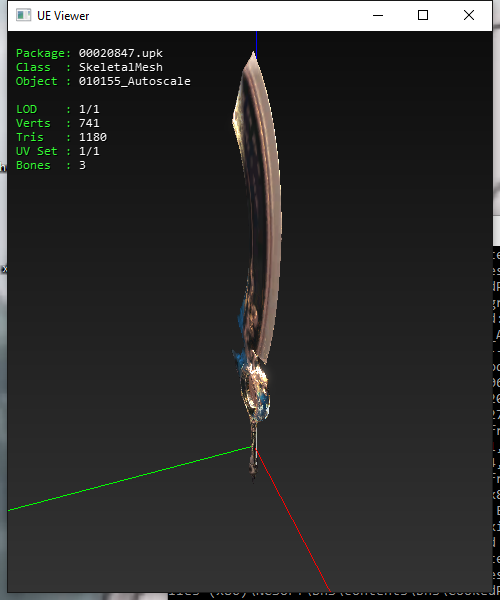 UE Viewer
Package: 00020847.upk
Class : SkeletalMesh
Object : 010155_Autoscale
LOD : 1/1
Verts : 741
Tris : 1180
UV Set : 1/1
Bones : 3